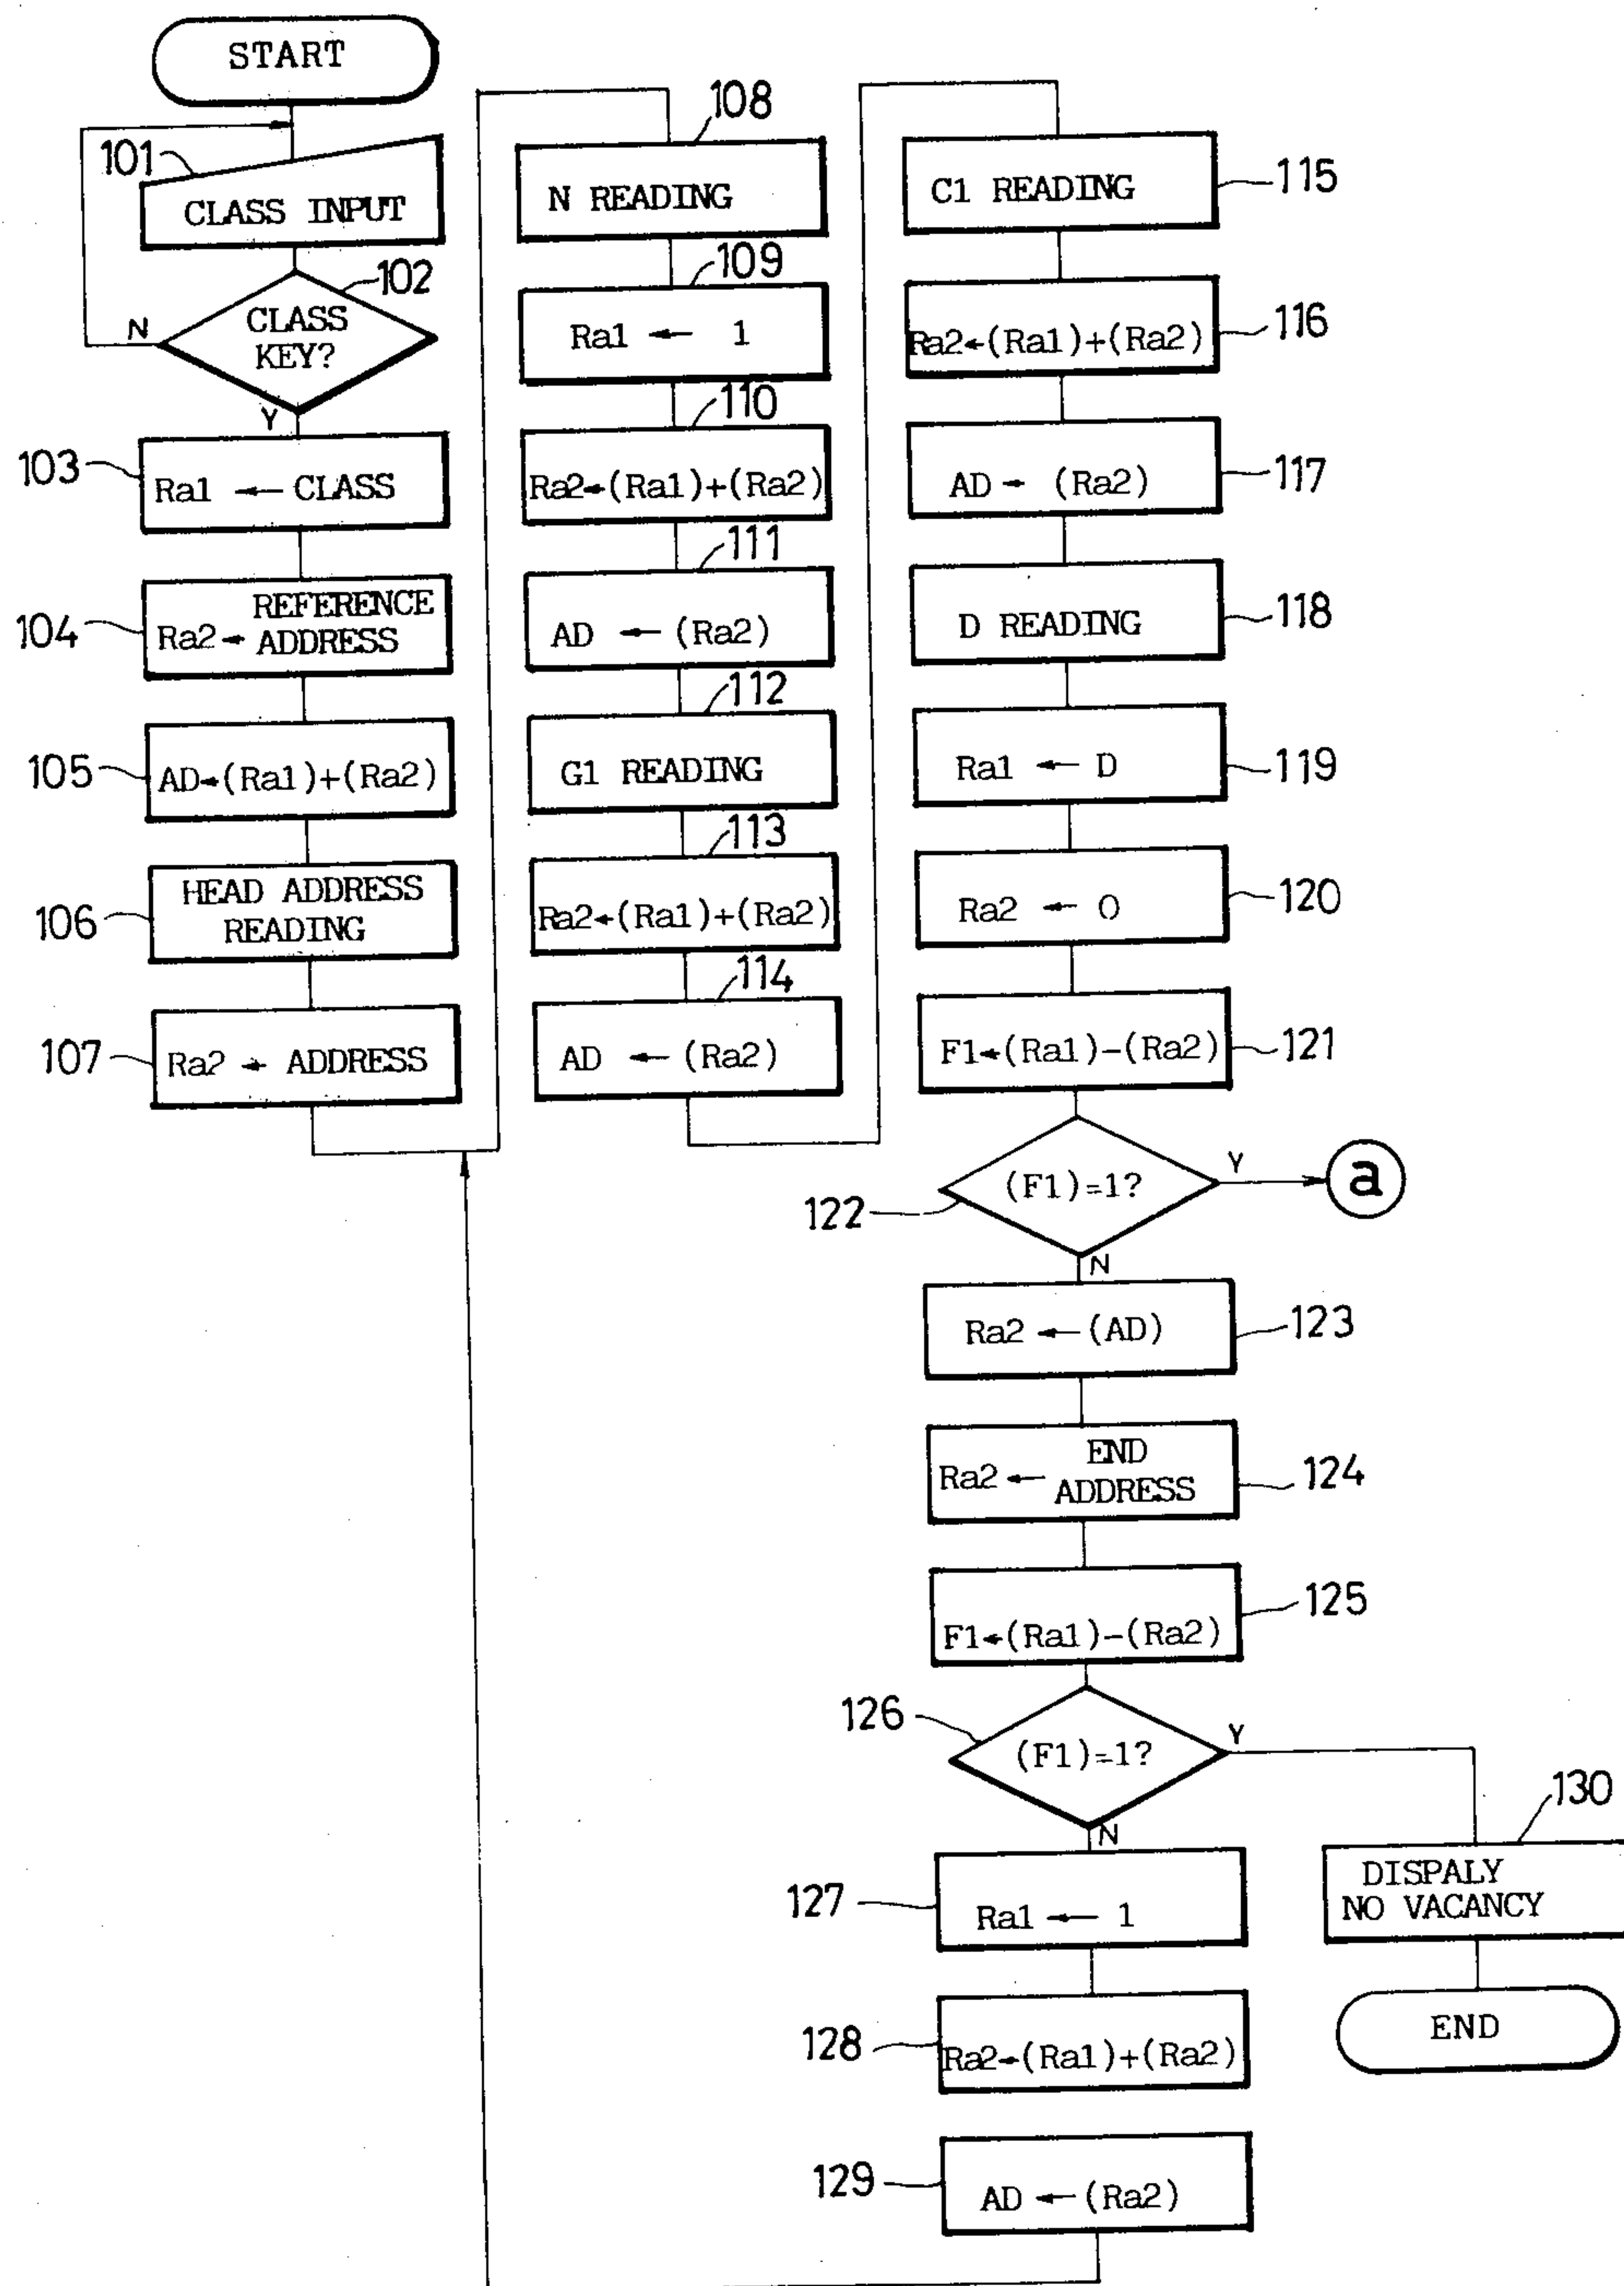 START
101
CLASS INPUT
102
CLASS
KEY?
N
Y
103
Ra1 ← CLASS
104
REFERENCE
Ra2 ← ADDRESS
105
AD←(Ra1)+(Ra2)
106
HEAD ADDRESS
READING
107
Ra2 ← ADDRESS
108
N READING
109
Ra1 ← 1
110
Ra2←(Ra1)+(Ra2)
111
AD ← (Ra2)
112
G1 READING
113
Ra2←(Ra1)+(Ra2)
114
AD ← (Ra2)
C1 READING
115
Ra2←(Ra1)+(Ra2)
116
AD ← (Ra2)
117
D READING
118
Ra1 ← D
119
Ra2 ← 0
120
F1←(Ra1)-(Ra2)
121
(F1)=1?
Y
a
122
N
Ra2 ← (AD)
123
END
Ra2 ← ADDRESS
124
F1←(Ra1)-(Ra2)
125
126
(F1)=1?
Y
N
130
DISPALY
NO VACANCY
END
127
Ra1 ← 1
128
Ra2←(Ra1)+(Ra2)
129
AD ← (Ra2)